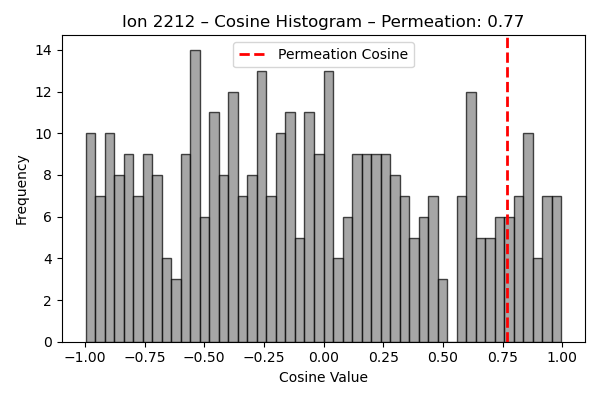 Ion 2212 – Cosine Histogram – Permeation: 0.77
Permeation Cosine
Frequency
14
12
10
8
6
4
2
0
−1.00 −0.75 −0.50 −0.25 0.00 0.25 0.50 0.75 1.00
Cosine Value